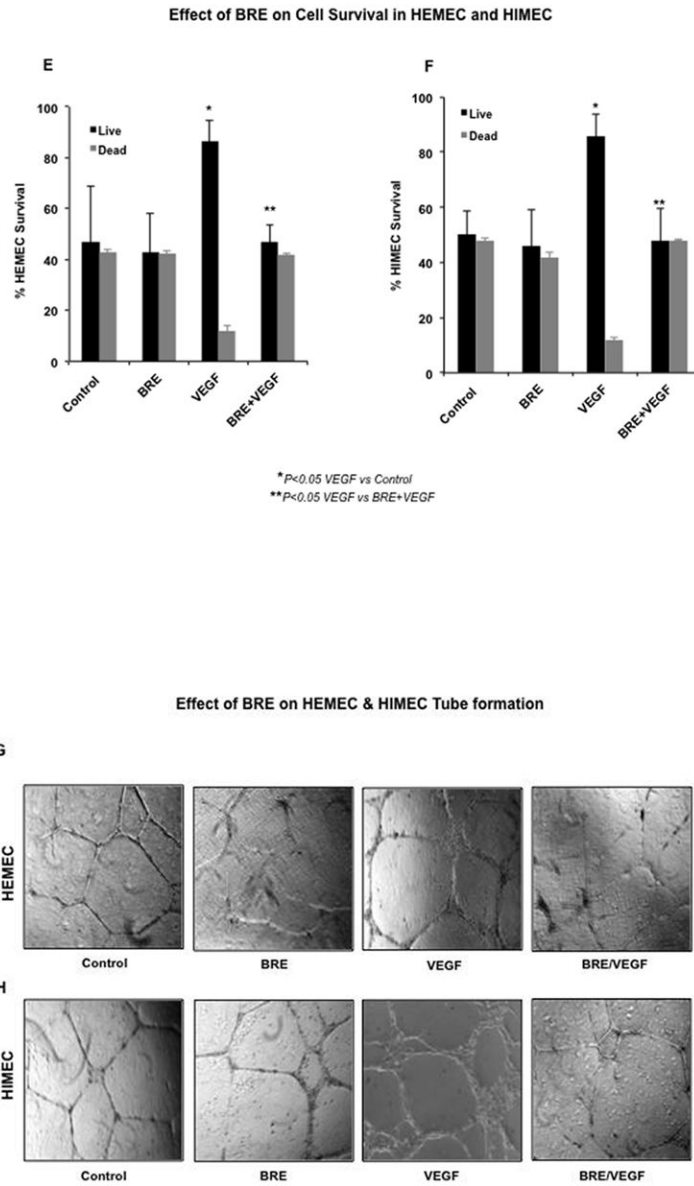 Effect of BRE on Cell Survival in HEMEC and HIMEC
E
100
80
60
40
20
0
% HEMEC Survival
Live
Dead
*
**
Control
BRE
VEGF
BRE+VEGF
F
100
80
60
40
20
0
% HIMEC Survival
Live
Dead
*
**
Control
BRE
VEGF
BRE+VEGF
*P<0.05 VEGF vs Control
**P<0.05 VEGF vs BRE+VEGF
Effect of BRE on HEMEC & HIMEC Tube formation
G
HEMEC
Control
BRE
VEGF
BRE/VEGF
H
HIMEC
Control
BRE
VEGF
BRE/VEGF